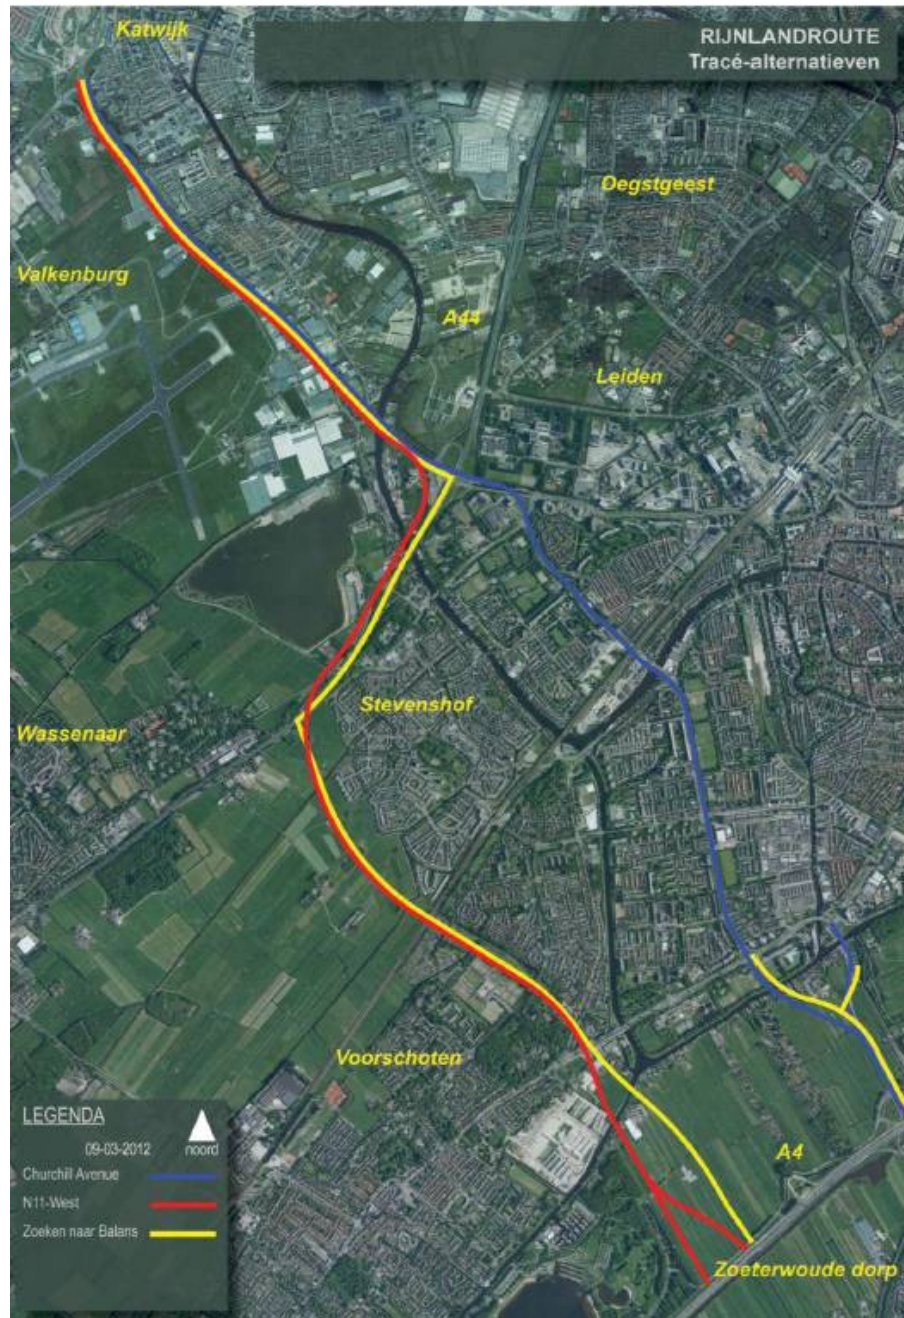 Katwijk
RIJNLANDROUTE
Tracé-alternatieven
Oegstgeest
Valkenburg
A44
Leiden
Stevenshof
Wassenaar
Voorschoten
A4
Zoeterwoude dorp
LEGENDA
09-03-2012
noord
Churchill Avenue
N11-West
Zoeken naar Balans